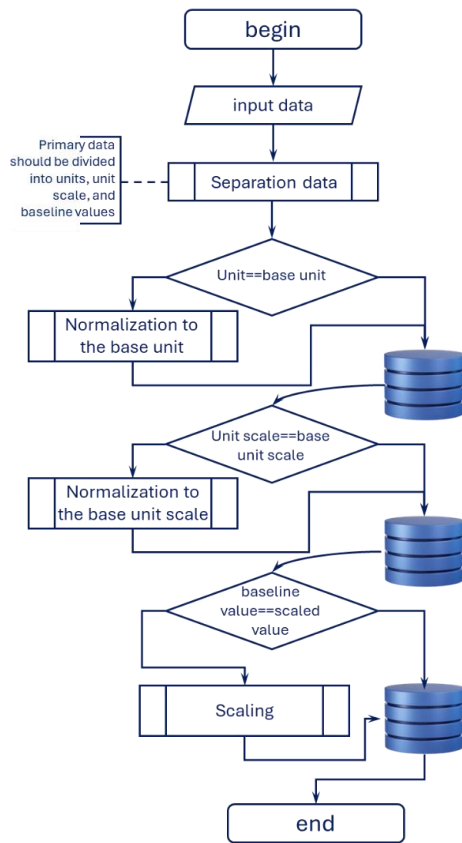 begin
input data
Primary data
should be divided
into units, unit
scale, and
baseline values
Separation data
Unit==base unit
Normalization to
the base unit
Unit scale==base
unit scale
Normalization to
the base unit scale
baseline
value==scaled
value
Scaling
end